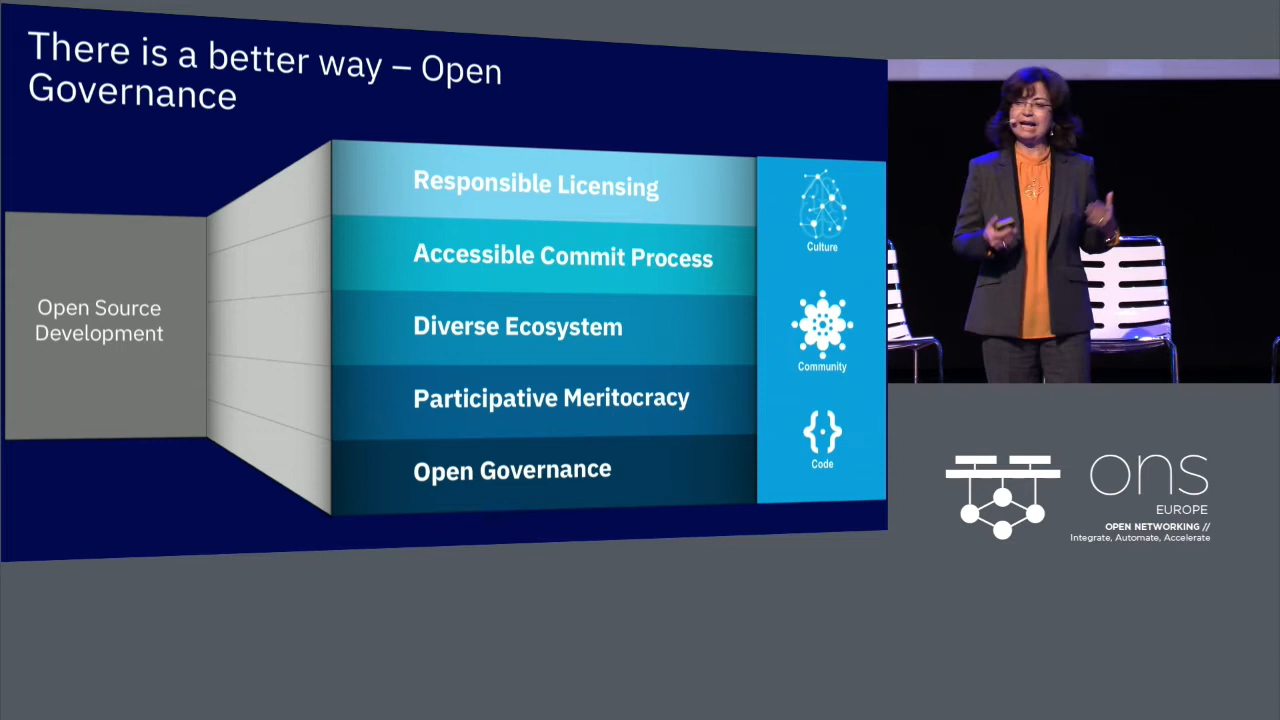 There is a better way – Open
Governance
Open Source
Development
Responsible Licensing
Accessible Commit Process
Diverse Ecosystem
Participative Meritocracy
Open Governance
Culture
Community
Code
ons
EUROPE
OPEN NETWORKING //
Integrate, Automate, Accelerate